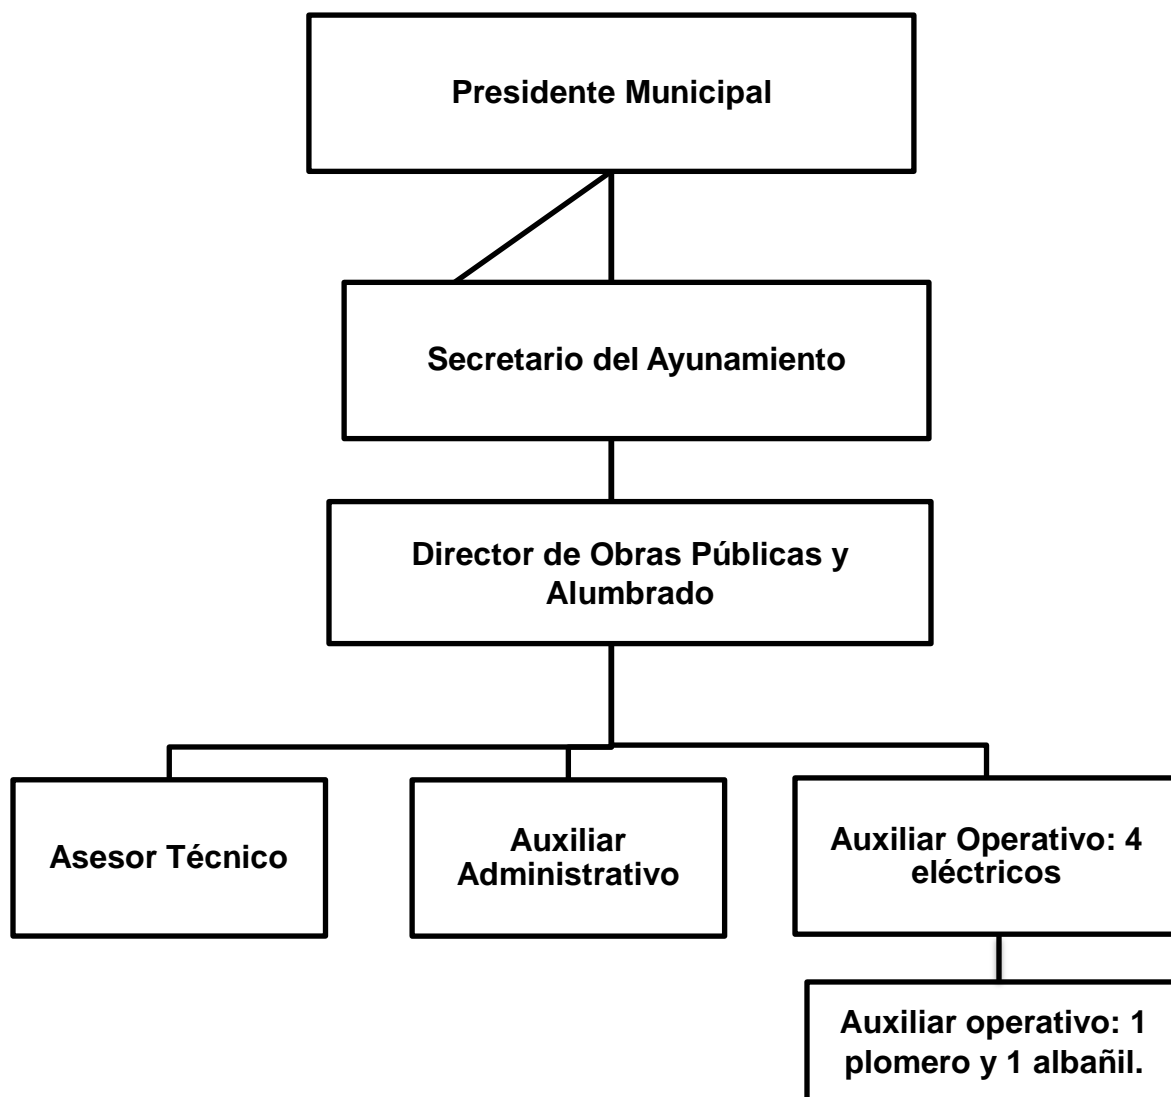 Presidente Municipal
Secretario del Ayunamiento
Director de Obras Públicas y
Alumbrado
Asesor Técnico
Auxiliar
Administrativo
Auxiliar Operativo: 4
eléctricos
Auxiliar operativo: 1
plomero y 1 albañil.